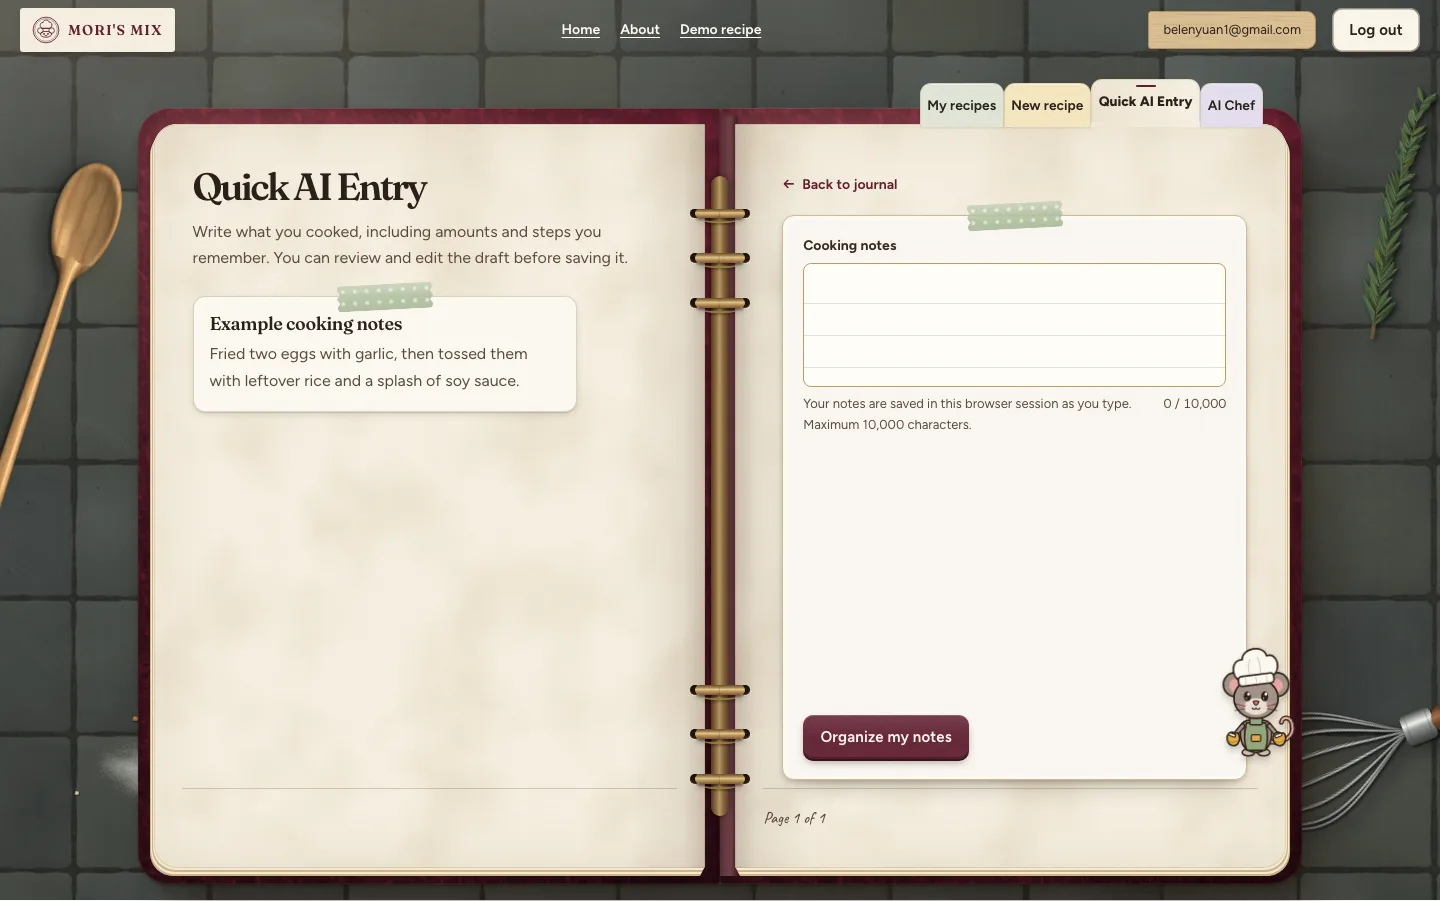 MORI'S MIX
Home About Demo recipe
belenyuan1@gmail.com
Log out
My recipes
New recipe
Quick AI Entry
AI Chef
Quick AI Entry
Write what you cooked, including amounts and steps you
remember. You can review and edit the draft before saving it.
Example cooking notes
Fried two eggs with garlic, then tossed them
with leftover rice and a splash of soy sauce.
← Back to journal
Cooking notes
Your notes are saved in this browser session as you type.
Maximum 10,000 characters.
0 / 10,000
Organize my notes
Page 1 of 1